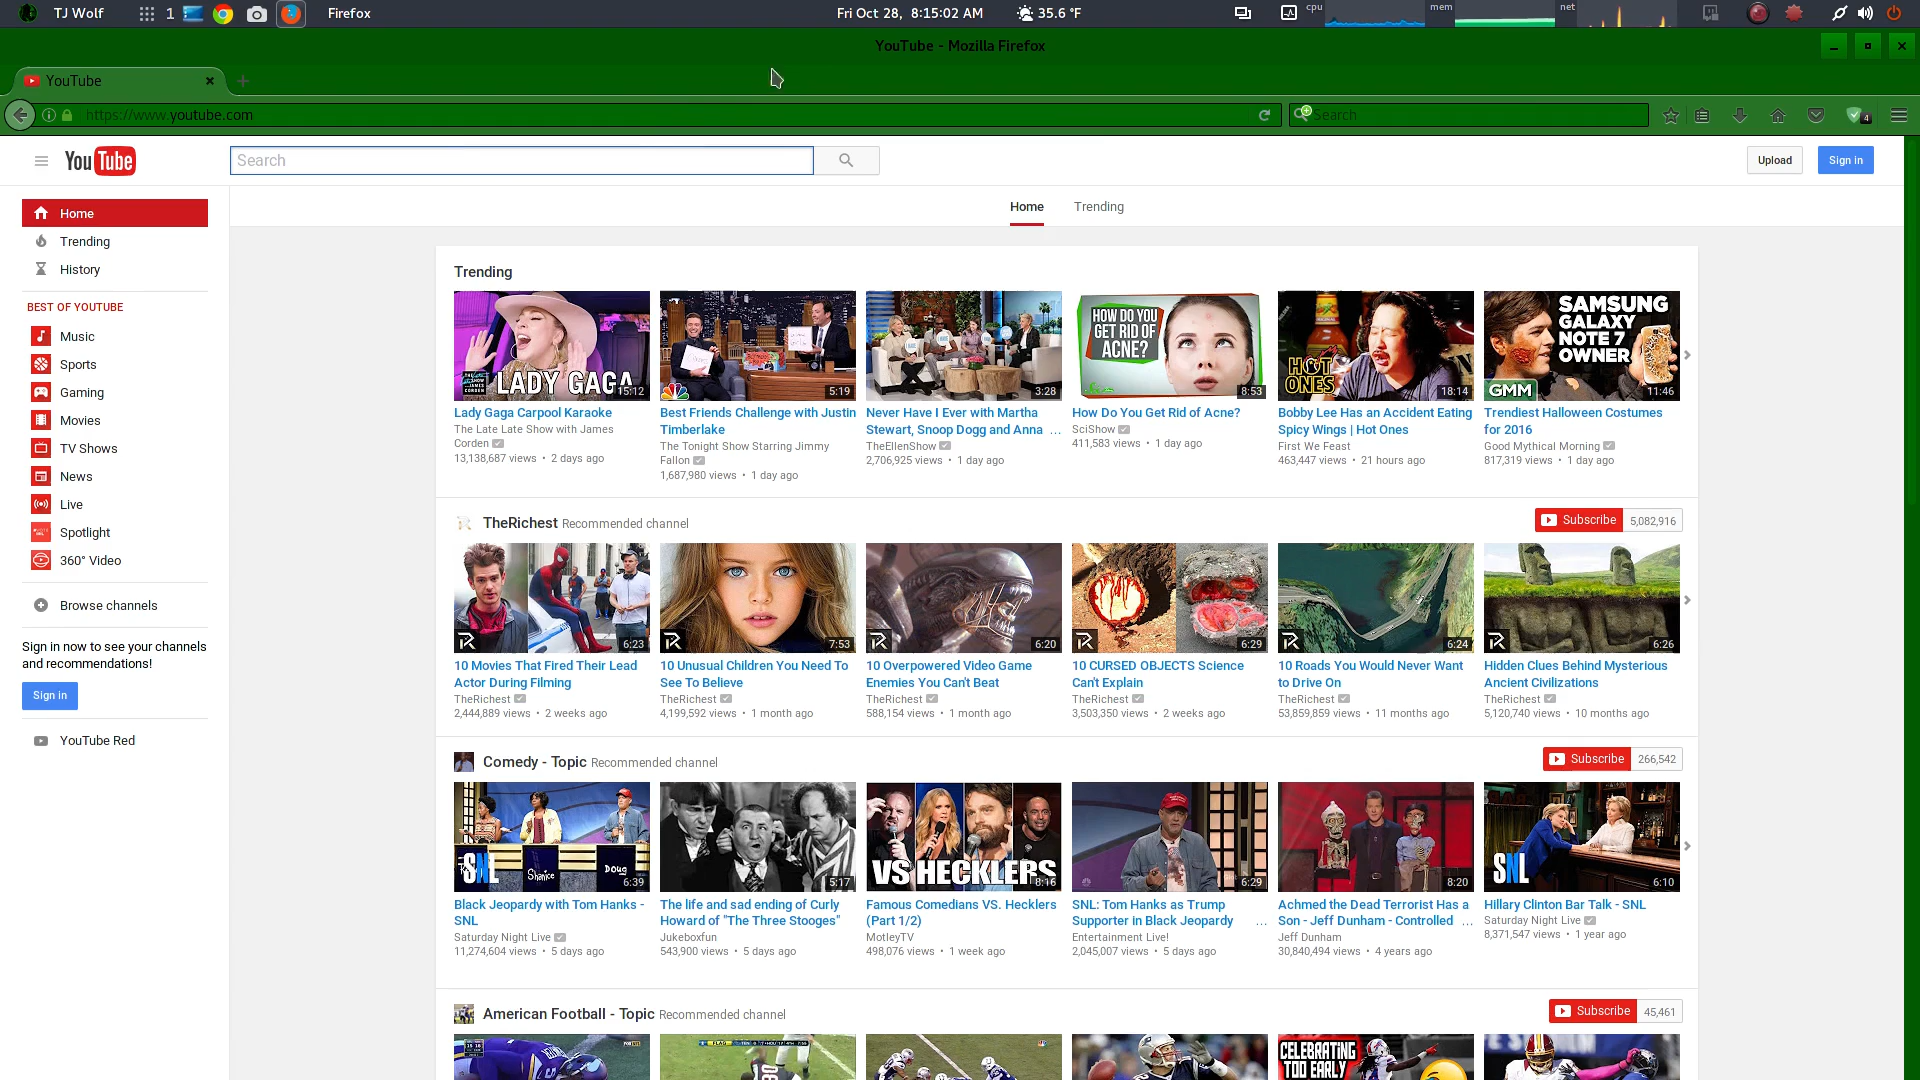 TJ Wolf
1
Firefox
Fri Oct 28, 8:15:02 AM
35.6 °F
cpu
mem
net
YouTube - Mozilla Firefox
YouTube
https://www.youtube.com
Search
4
YouTube
Search
Upload
Sign in
Home
Trending
History
BEST OF YOUTUBE
Music
Sports
Gaming
Movies
TV Shows
News
Live
Spotlight
360° Video
Browse channels
Sign in now to see your channels
and recommendations!
Sign in
YouTube Red
Home
Trending
Trending
LADY GAGA
15:12
Lady Gaga Carpool Karaoke
The Late Late Show with James
Corden
13,138,687 views • 2 days ago
5:19
Best Friends Challenge with Justin
Timberlake
The Tonight Show Starring Jimmy
Fallon
1,687,980 views • 1 day ago
3:28
Never Have I Ever with Martha
Stewart, Snoop Dogg and Anna ...
TheEllenShow
2,706,925 views • 1 day ago
HOW DO YOU
GET RID OF
ACNE?
8:53
How Do You Get Rid of Acne?
SciShow
411,583 views • 1 day ago
HOT
ONES
18:14
Bobby Lee Has an Accident Eating
Spicy Wings | Hot Ones
First We Feast
463,447 views • 21 hours ago
SAMSUNG
GALAXY
NOTE 7
OWNER
GMM
11:46
Trendiest Halloween Costumes
for 2016
Good Mythical Morning
817,319 views • 1 day ago
TheRichest Recommended channel
Subscribe 5,082,916
6:23
10 Movies That Fired Their Lead
Actor During Filming
TheRichest
2,444,889 views • 2 weeks ago
7:53
10 Unusual Children You Need To
See To Believe
TheRichest
4,199,592 views • 1 month ago
6:20
10 Overpowered Video Game
Enemies You Can't Beat
TheRichest
588,154 views • 1 month ago
6:29
10 CURSED OBJECTS Science
Can't Explain
TheRichest
3,503,350 views • 2 weeks ago
6:24
10 Roads You Would Never Want
to Drive On
TheRichest
53,859,859 views • 11 months ago
6:26
Hidden Clues Behind Mysterious
Ancient Civilizations
TheRichest
5,120,740 views • 10 months ago
Comedy - Topic Recommended channel
Subscribe 266,542
SNL
Shanice
Doug
6:39
Black Jeopardy with Tom Hanks -
SNL
Saturday Night Live
11,274,604 views • 5 days ago
5:17
The life and sad ending of Curly
Howard of "The Three Stooges"
Jukeboxfun
543,900 views • 5 days ago
VS HECKLERS
8:16
Famous Comedians VS. Hecklers
(Part 1/2)
MotleyTV
498,076 views • 1 week ago
6:29
SNL: Tom Hanks as Trump
Supporter in Black Jeopardy ...
Entertainment Live!
2,045,007 views • 5 days ago
8:20
Achmed the Dead Terrorist Has a
Son - Jeff Dunham - Controlled ...
Jeff Dunham
30,840,494 views • 4 years ago
SNL
6:10
Hillary Clinton Bar Talk - SNL
Saturday Night Live
8,371,547 views • 1 year ago
American Football - Topic Recommended channel
Subscribe 45,461
FLAG
CELEBRATING
TOO EARLY